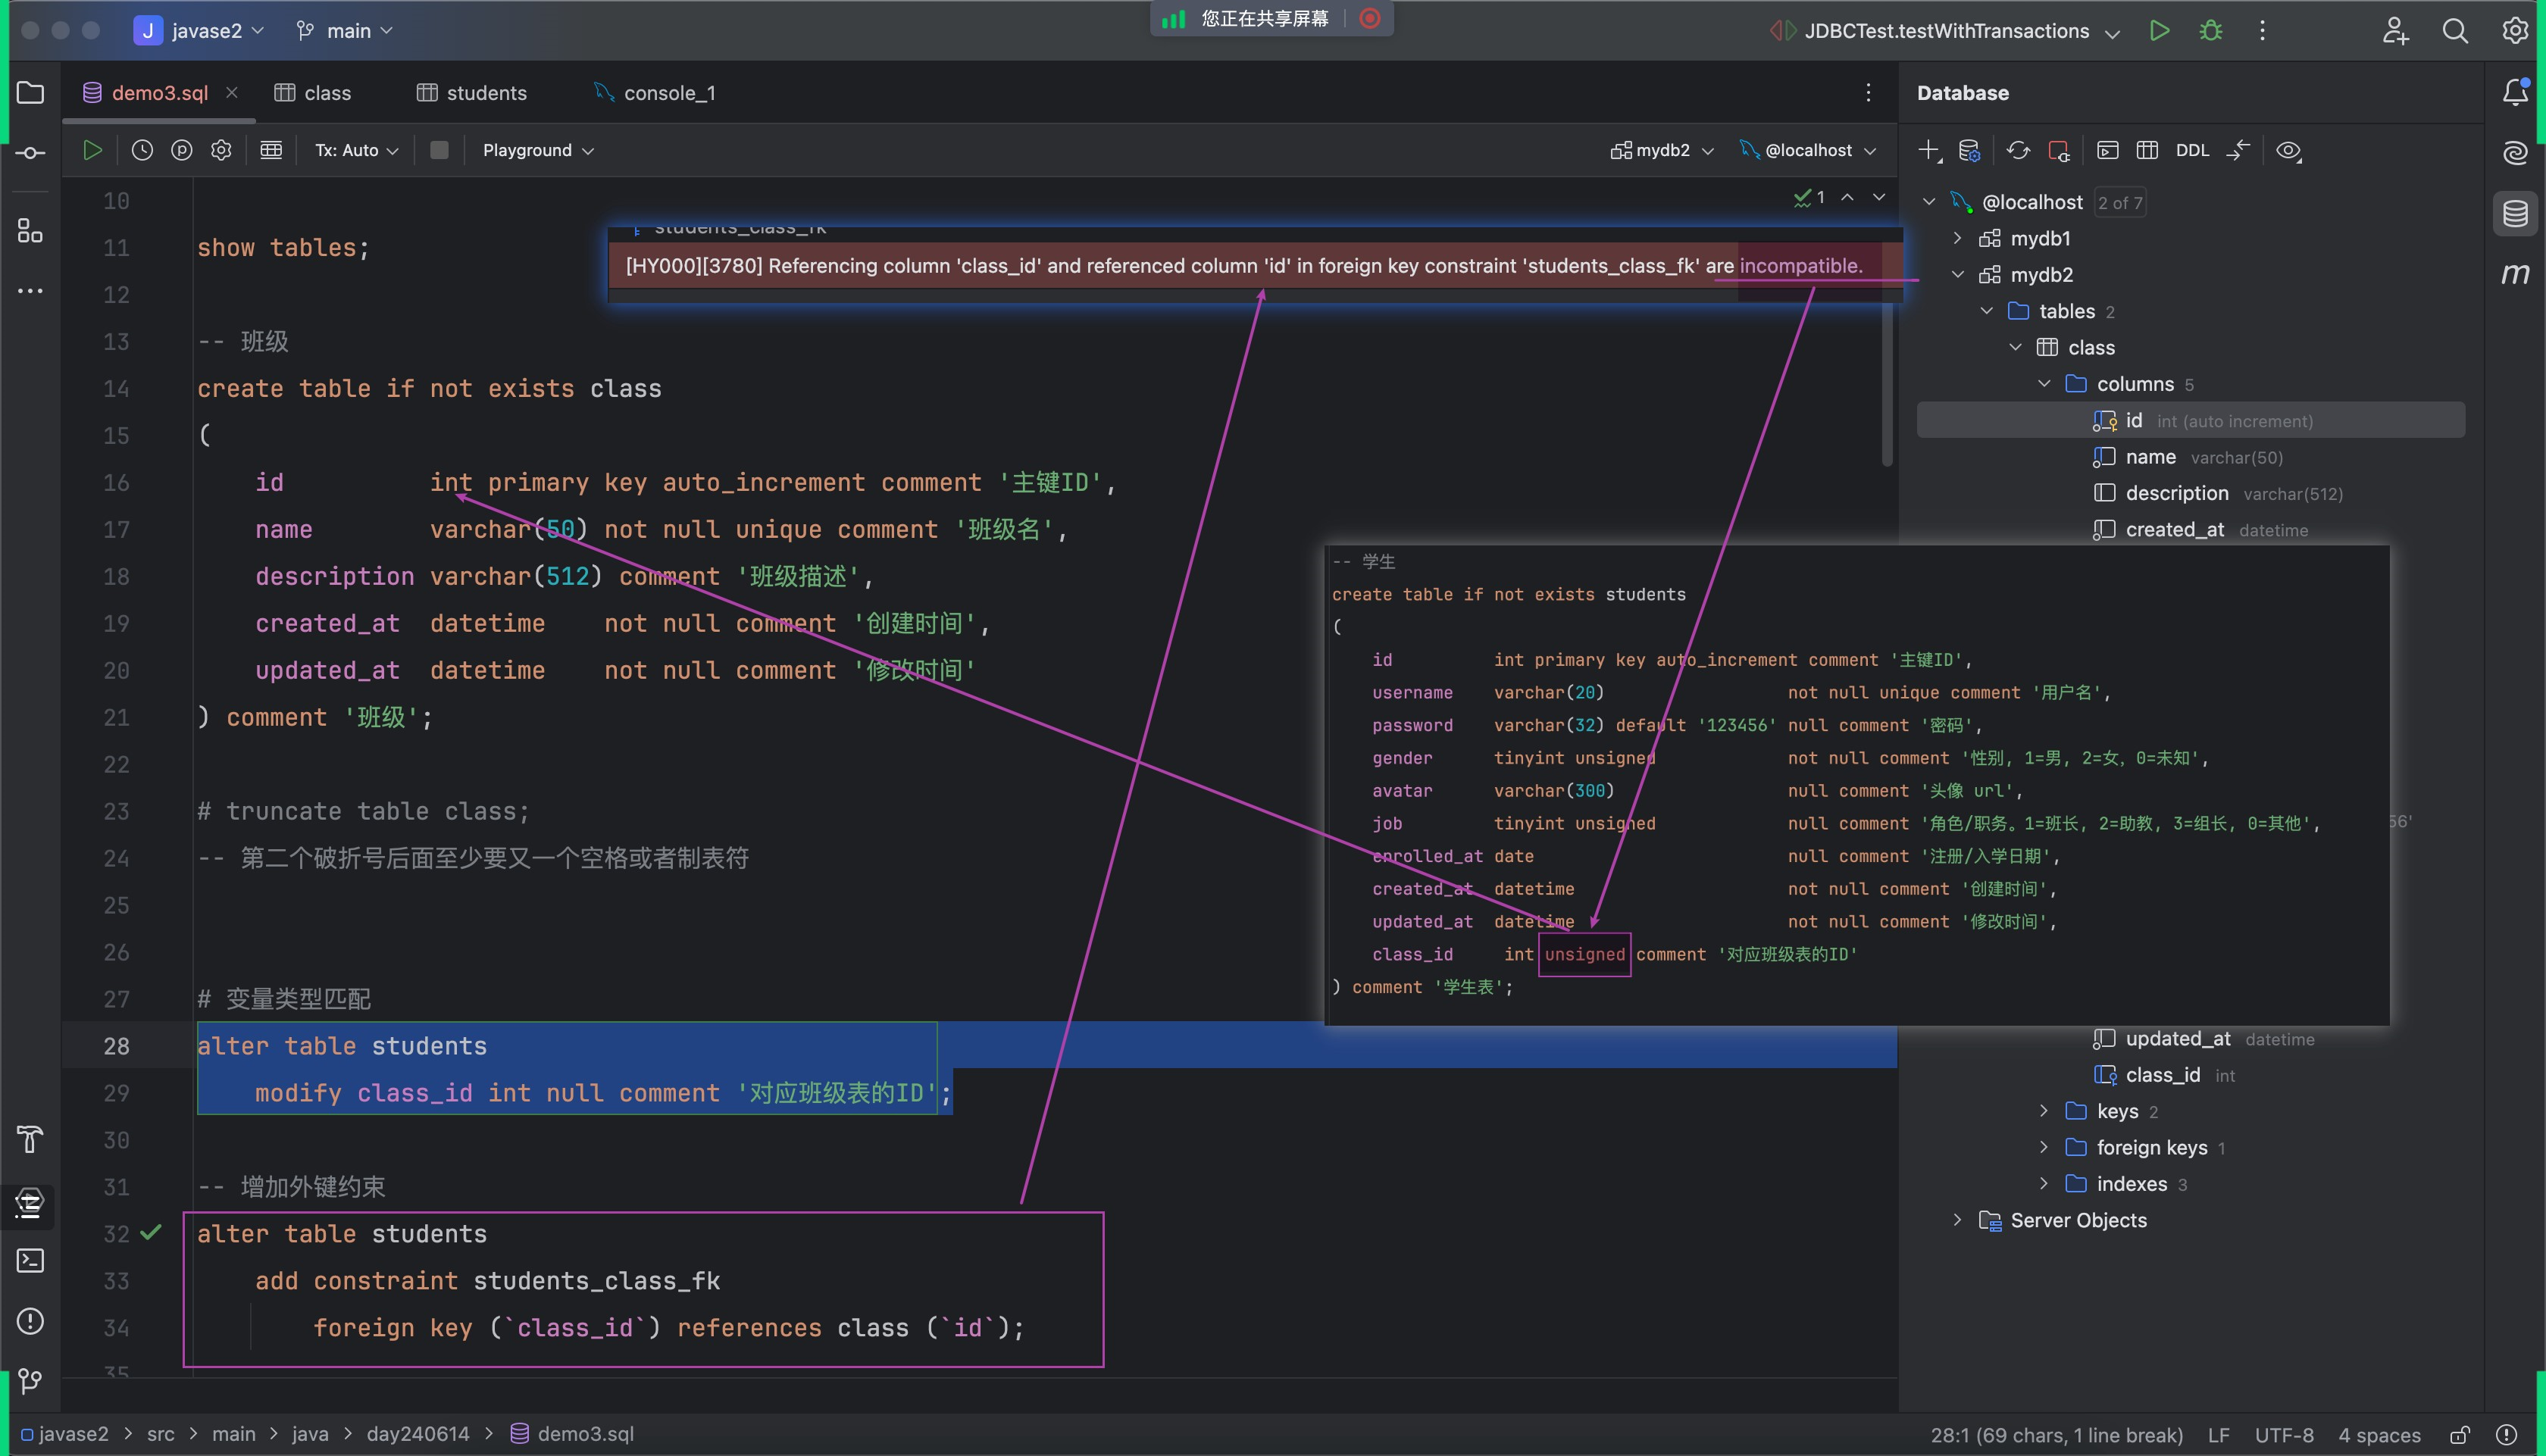 J javase2 main
您正在共享屏幕
JDBCTest.testWithTransactions
demo3.sql class students console_1
Tx: Auto Playground mydb2 @localhost
1
10
11 show tables;
12
13 -- 班级
14 create table if not exists class
15 (
16 id int primary key auto_increment comment '主键ID',
17 name varchar(50) not null unique comment '班级名',
18 description varchar(512) comment '班级描述',
19 created_at datetime not null comment '创建时间',
20 updated_at datetime not null comment '修改时间'
21 ) comment '班级';
22
23 # truncate table class;
24 -- 第二个破折号后面至少要又一个空格或者制表符
25
26
27 # 变量类型匹配
28 alter table students
29 modify class_id int null comment '对应班级表的ID';
30
31 -- 增加外键约束
32 alter table students
33 add constraint students_class_fk
34 foreign key (`class_id`) references class (`id`);
35
students_class_fk
[HY000][3780] Referencing column 'class_id' and referenced column 'id' in foreign key constraint 'students_class_fk' are incompatible.
-- 学生
create table if not exists students
(
id int primary key auto_increment comment '主键ID',
username varchar(20) not null unique comment '用户名',
password varchar(32) default '123456' null comment '密码',
gender tinyint unsigned not null comment '性别, 1=男, 2=女, 0=未知',
avatar varchar(300) null comment '头像 url',
job tinyint unsigned null comment '角色/职务。1=班长, 2=助教, 3=组长, 0=其他',
enrolled_at date null comment '注册/入学日期',
created_at datetime not null comment '创建时间',
updated_at datetime not null comment '修改时间',
class_id int unsigned comment '对应班级表的ID'
) comment '学生表';
Database
DDL
@localhost 2 of 7
mydb1
mydb2
tables 2
class
columns 5
id int (auto increment)
name varchar(50)
description varchar(512)
created_at datetime
updated_at datetime
class_id int
keys 2
foreign keys 1
indexes 3
Server Objects
m
javase2 > src > main > java > day240614 > demo3.sql
28:1 (69 chars, 1 line break) LF UTF-8 4 spaces